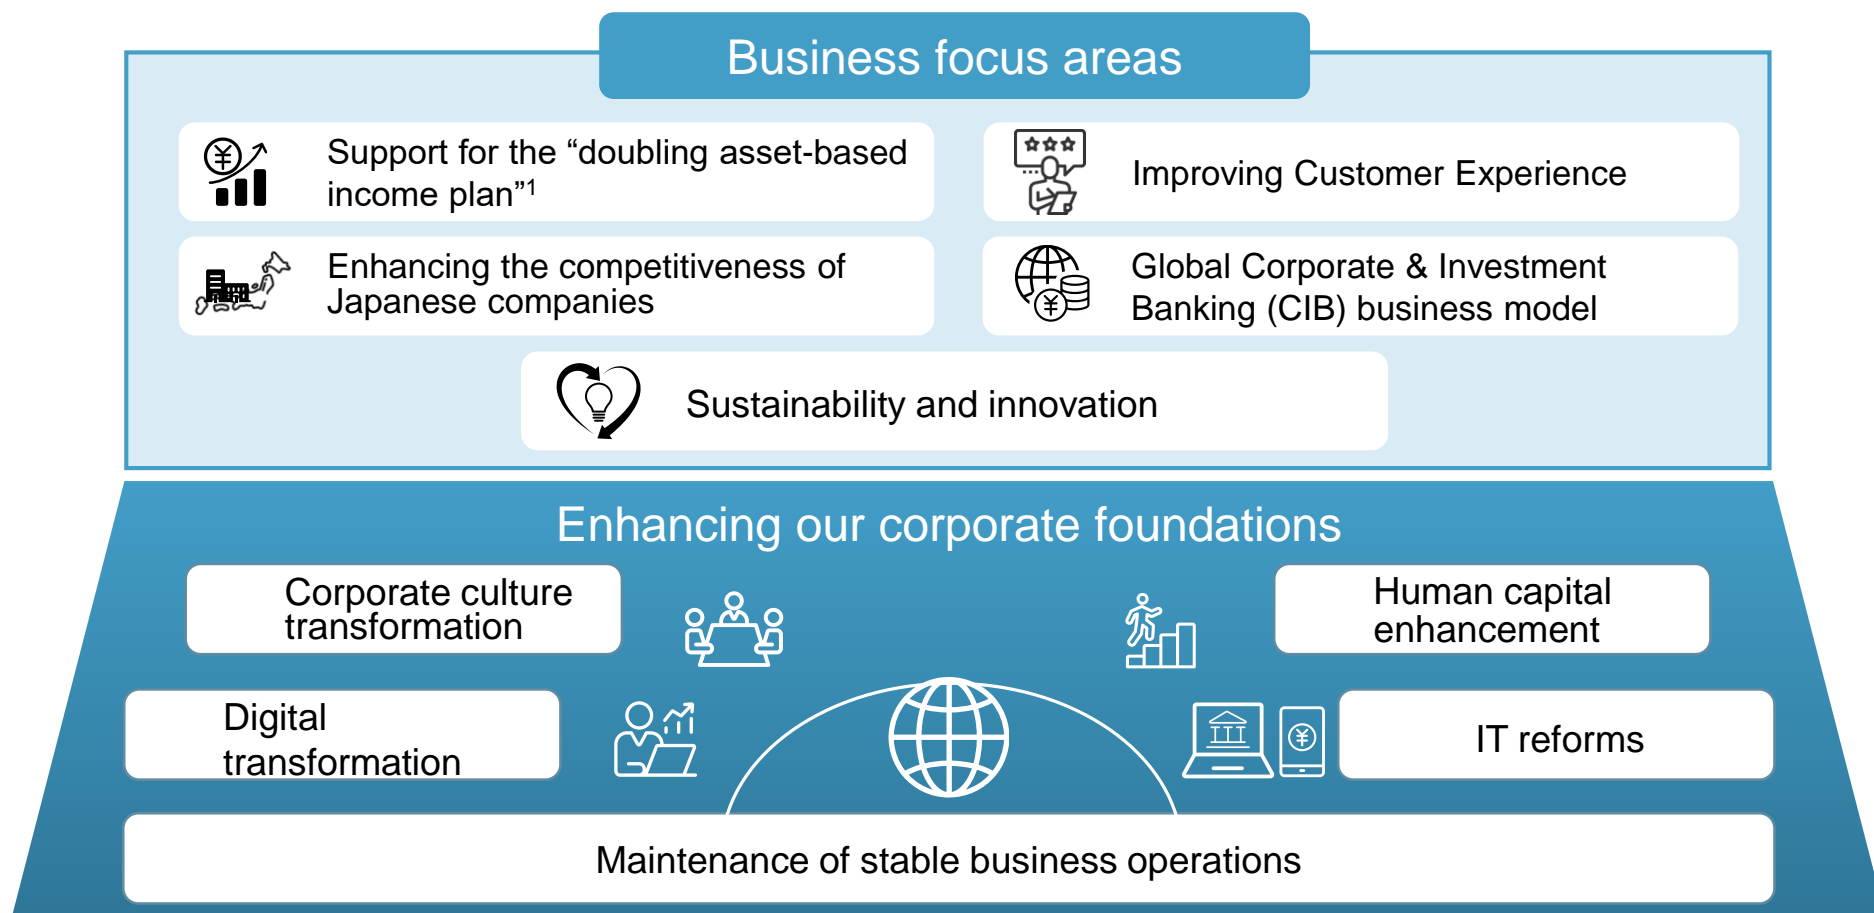 Business focus areas
Support for the “doubling asset-based
income plan”1
Improving Customer Experience
Enhancing the competitiveness of
Japanese companies
Global Corporate & Investment
Banking (CIB) business model
Sustainability and innovation
Enhancing our corporate foundations
Corporate culture
transformation
Human capital
enhancement
Digital
transformation
IT reforms
Maintenance of stable business operations